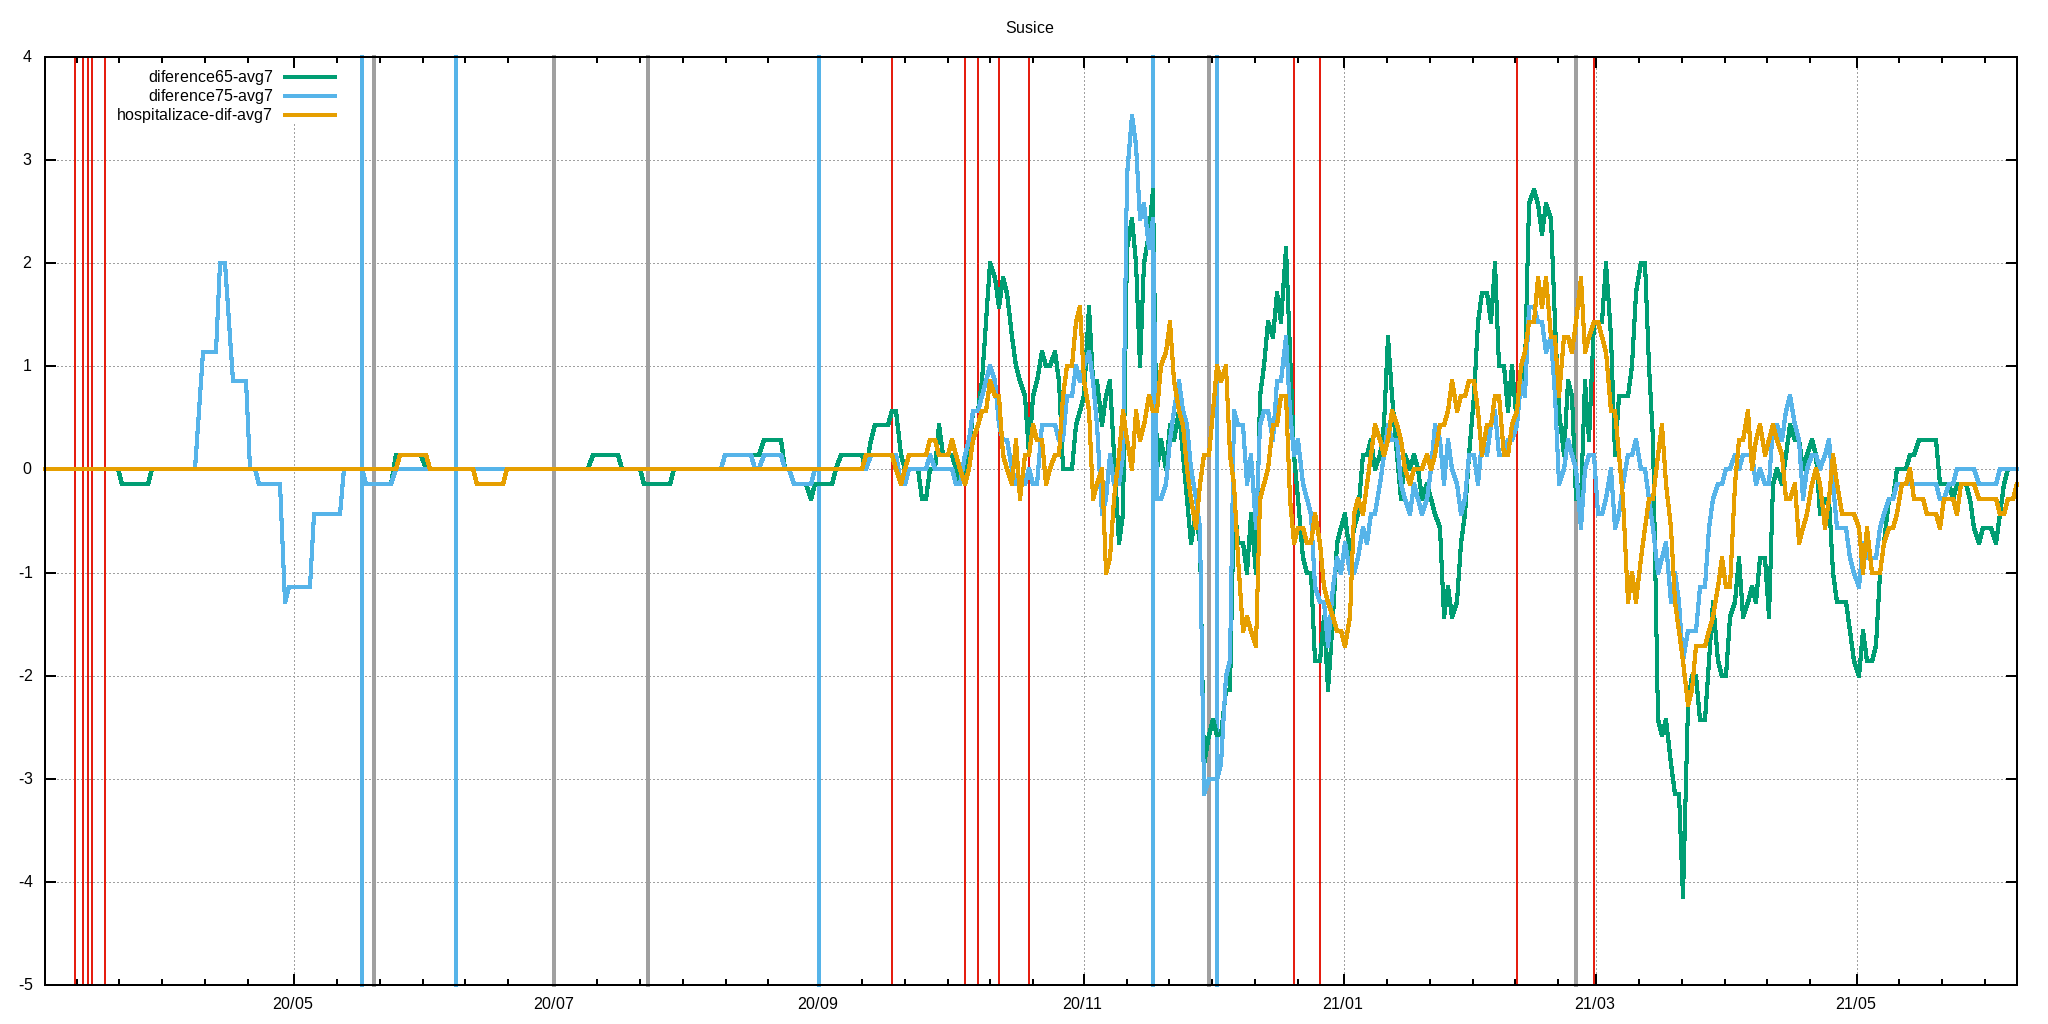 Susice
diference65-avg7
diference75-avg7
hospitalizace-dif-avg7
4
3
2
1
0
-1
-2
-3
-4
-5
20/05 20/07 20/09 20/11 21/01 21/03 21/05